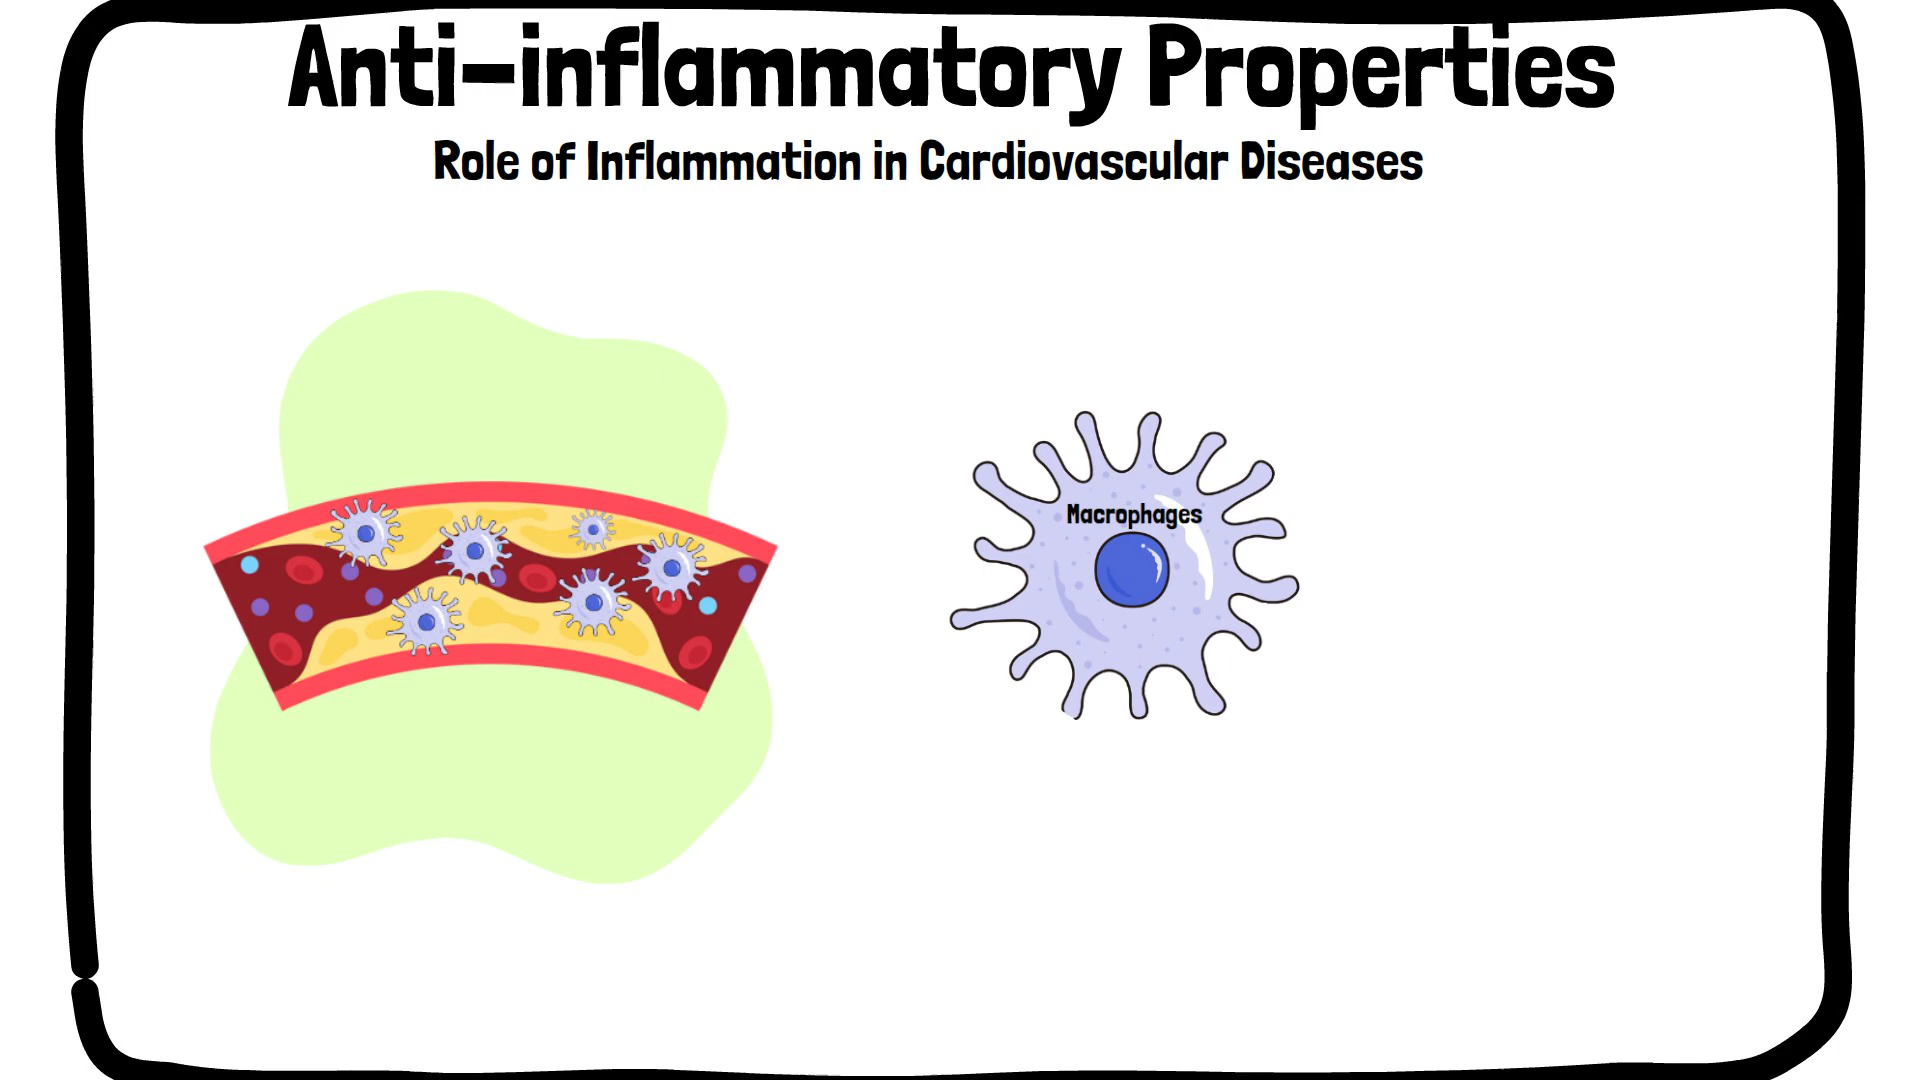 Anti-inflammatory Properties
Role of Inflammation in Cardiovascular Diseases
Macrophages